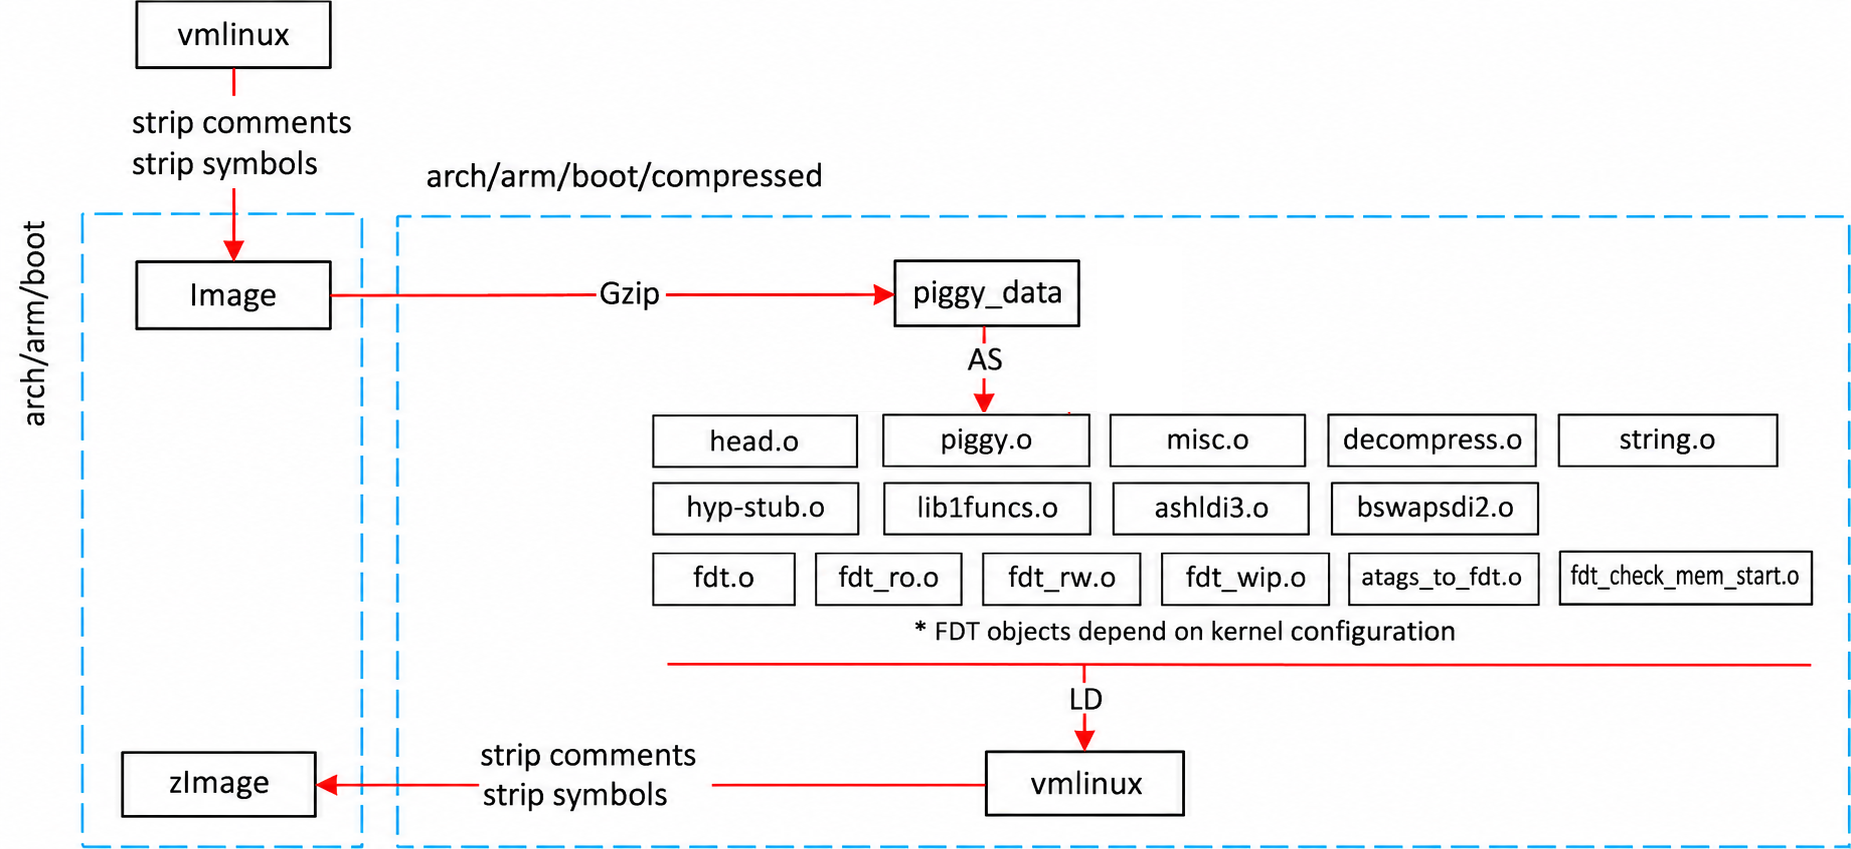 vmlinux
strip comments
strip symbols
arch/arm/boot/compressed
arch/arm/boot
Image
Gzip
piggy_data
AS
head.o
piggy.o
misc.o
decompress.o
string.o
hyp-stub.o
lib1funcs.o
ashldi3.o
bswapsdi2.o
fdt.o
fdt_ro.o
fdt_rw.o
fdt_wip.o
atags_to_fdt.o
fdt_check_mem_start.o
* FDT objects depend on kernel configuration
LD
strip comments
strip symbols
zImage
vmlinux